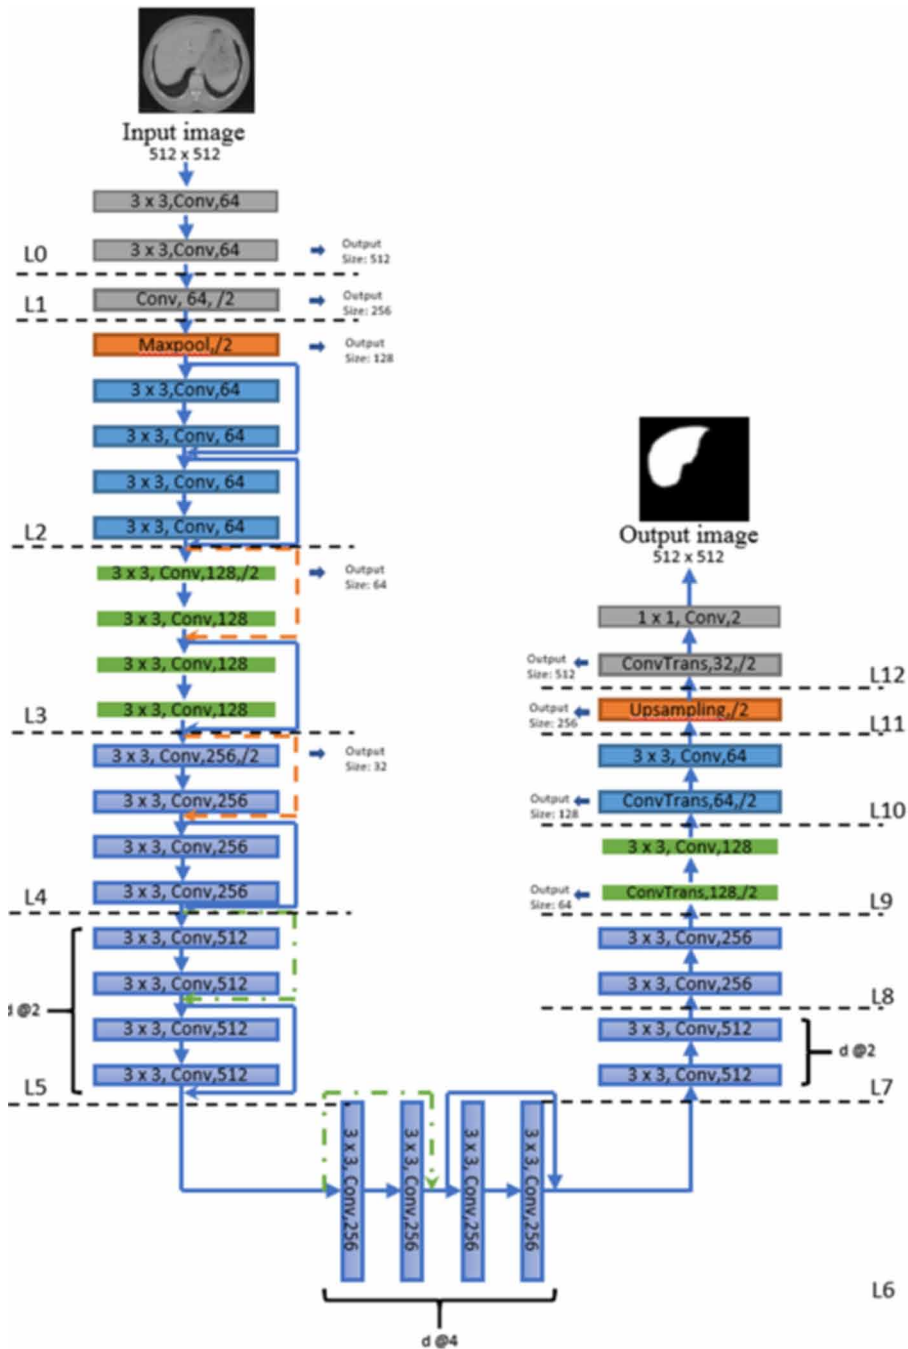 Input image
512 x 512
3 x 3,Conv,64
3 x 3,Conv,64
Output
Size: 512
L0
Conv, 64, /2
Output
Size: 256
L1
Maxpool,/2
Output
Size: 128
3 x 3,Conv,64
3 x 3, Conv, 64
3 x 3, Conv, 64
3 x 3, Conv, 64
L2
3 x 3, Conv,128,/2
Output
Size: 64
3 x 3, Conv,128
3 x 3, Conv,128
3 x 3, Conv,128
L3
3 x 3, Conv,256,/2
Output
Size: 32
3 x 3, Conv,256
3 x 3, Conv,256
3 x 3, Conv,256
L4
3 x 3, Conv,512
3 x 3, Conv,512
@2
3 x 3, Conv,512
3 x 3, Conv,512
L5
3 x 3, Conv,256
3 x 3, Conv,256
3 x 3, Conv,256
3 x 3, Conv,256
d @4
L6
Output image
512 x 512
1 x 1, Conv,2
ConvTrans,32,/2
Output
Size: 512
L12
Upsampling,/2
Output
Size: 256
L11
3 x 3, Conv,64
ConvTrans,64,/2
Output
Size: 128
L10
3 x 3, Conv,128
ConvTrans,128,/2
Output
Size: 64
L9
3 x 3, Conv,256
3 x 3, Conv,256
L8
3 x 3, Conv,512
d @2
3 x 3, Conv,512
L7